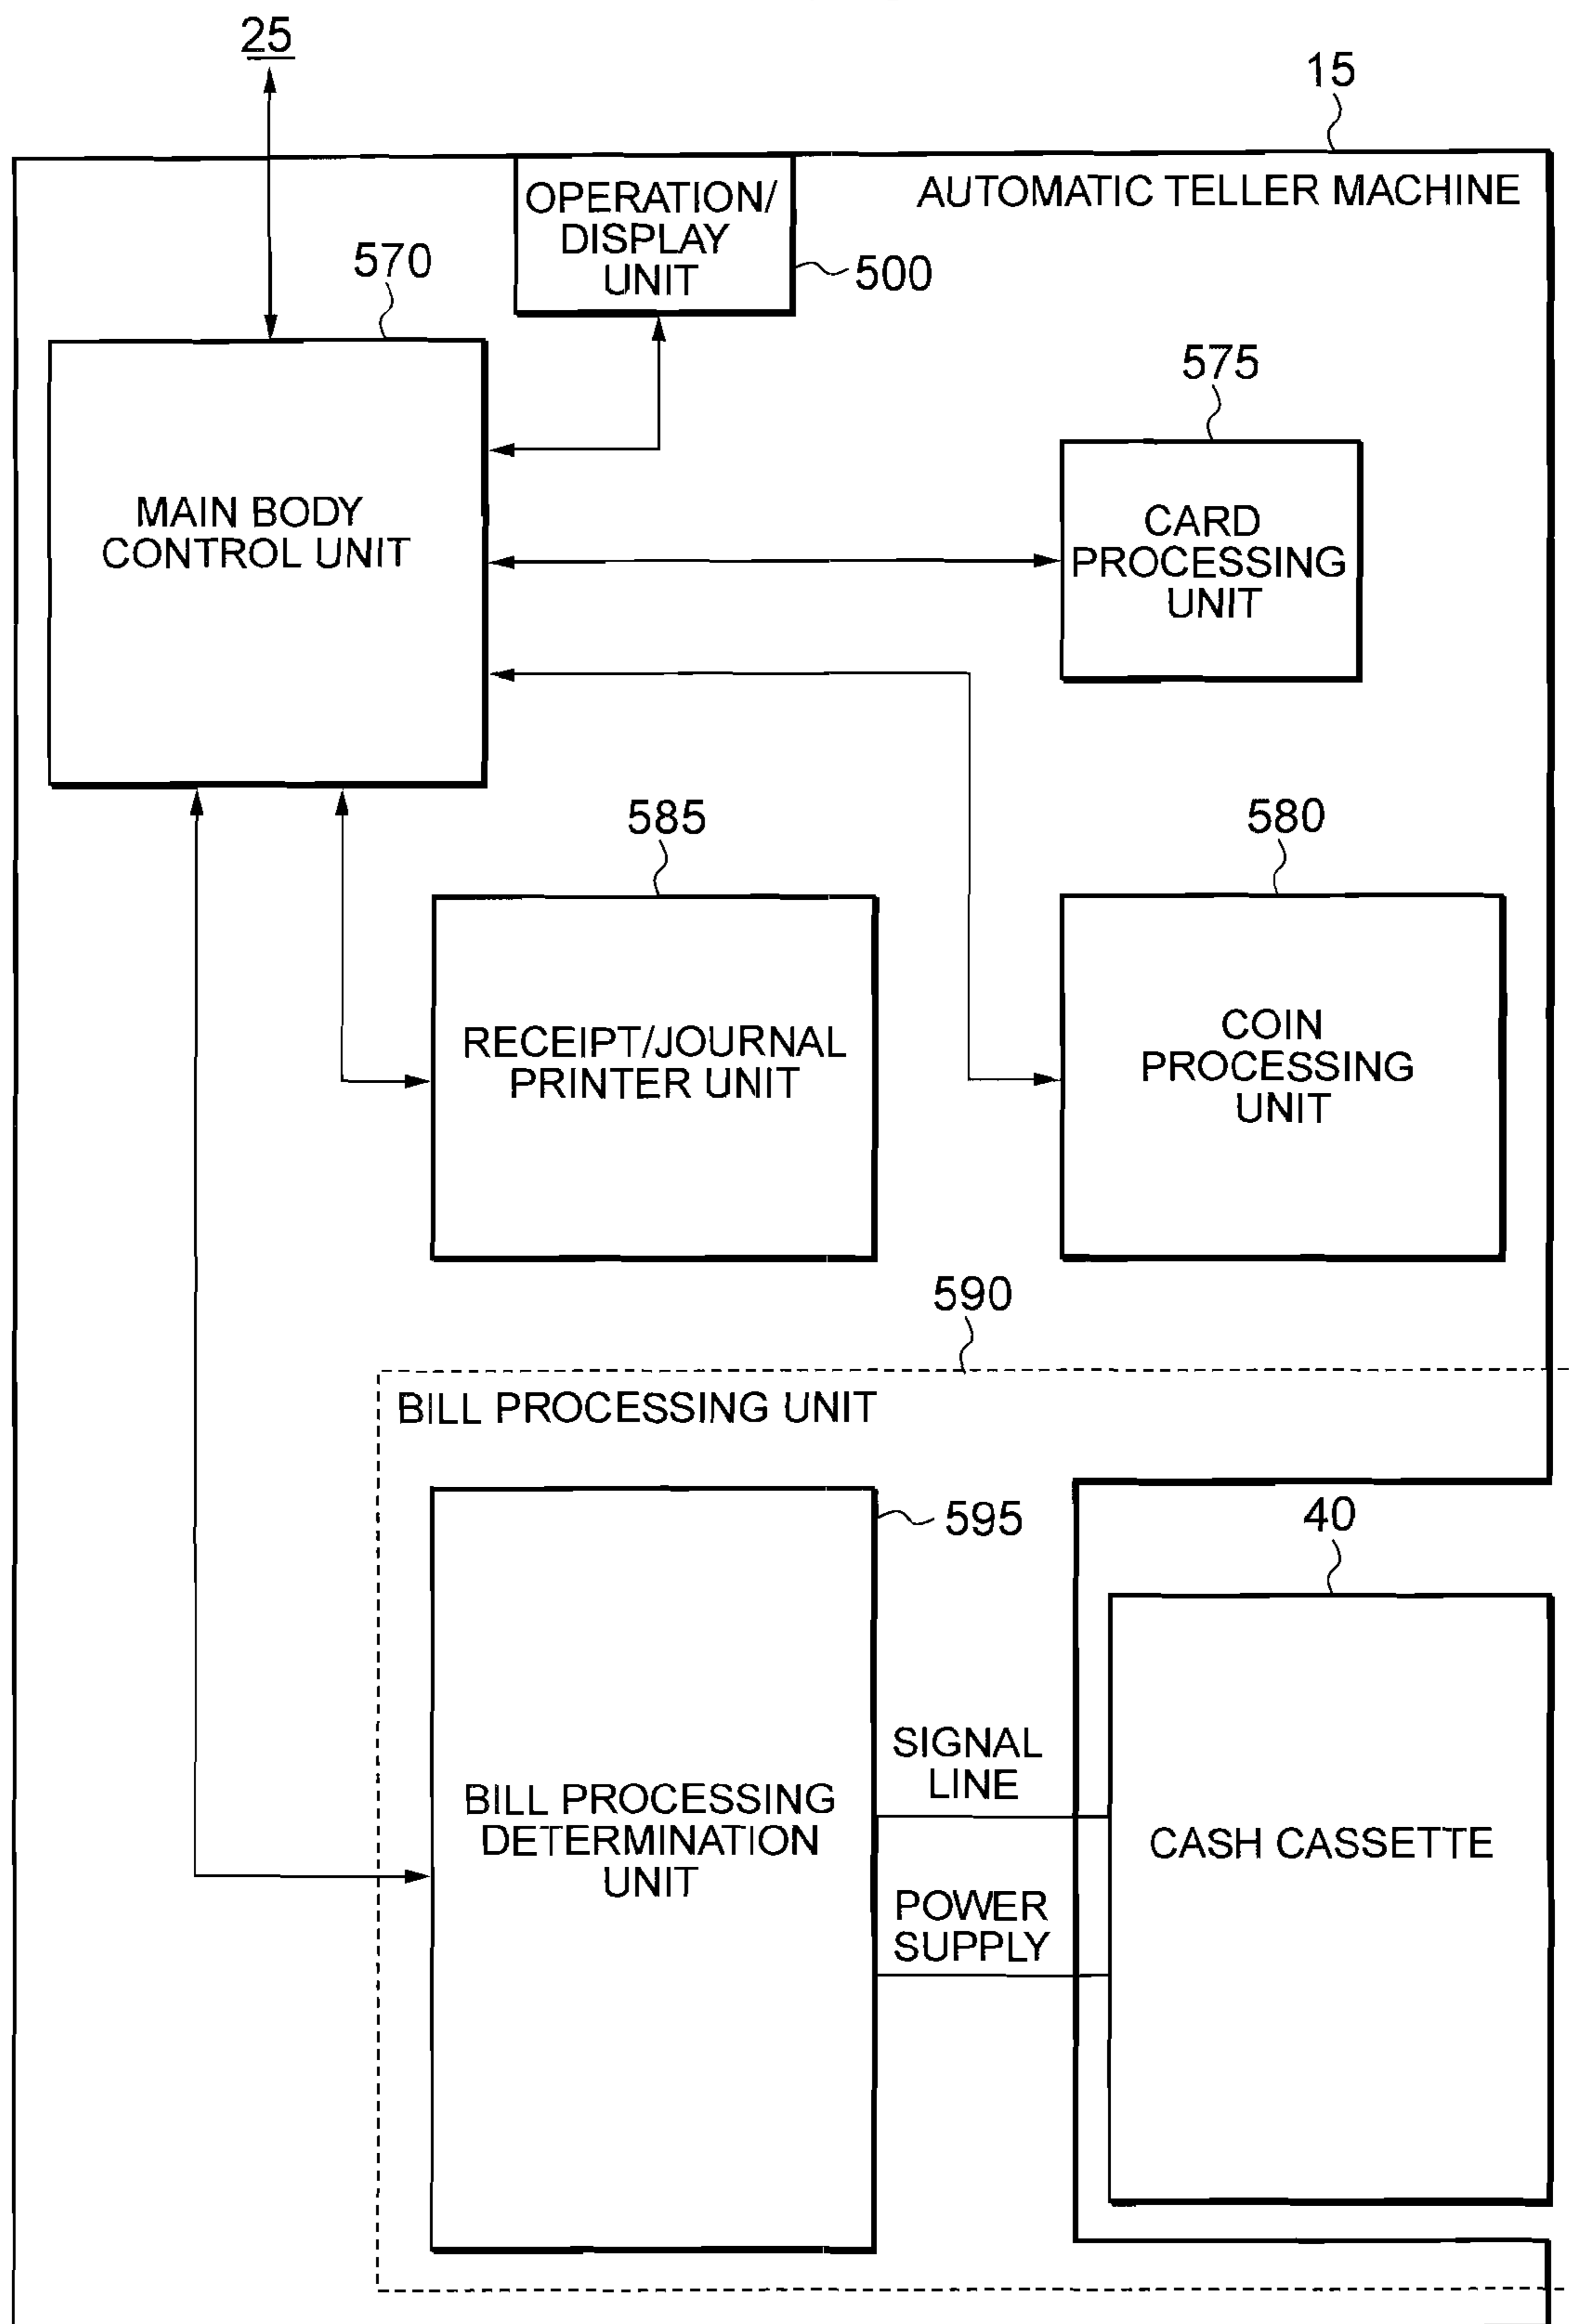 25
15
OPERATION/
DISPLAY
UNIT
AUTOMATIC TELLER MACHINE
500
570
575
MAIN BODY
CONTROL UNIT
CARD
PROCESSING
UNIT
585
580
RECEIPT/JOURNAL
PRINTER UNIT
COIN
PROCESSING
UNIT
590
BILL PROCESSING UNIT
595
40
SIGNAL
LINE
BILL PROCESSING
DETERMINATION
UNIT
CASH CASSETTE
POWER
SUPPLY